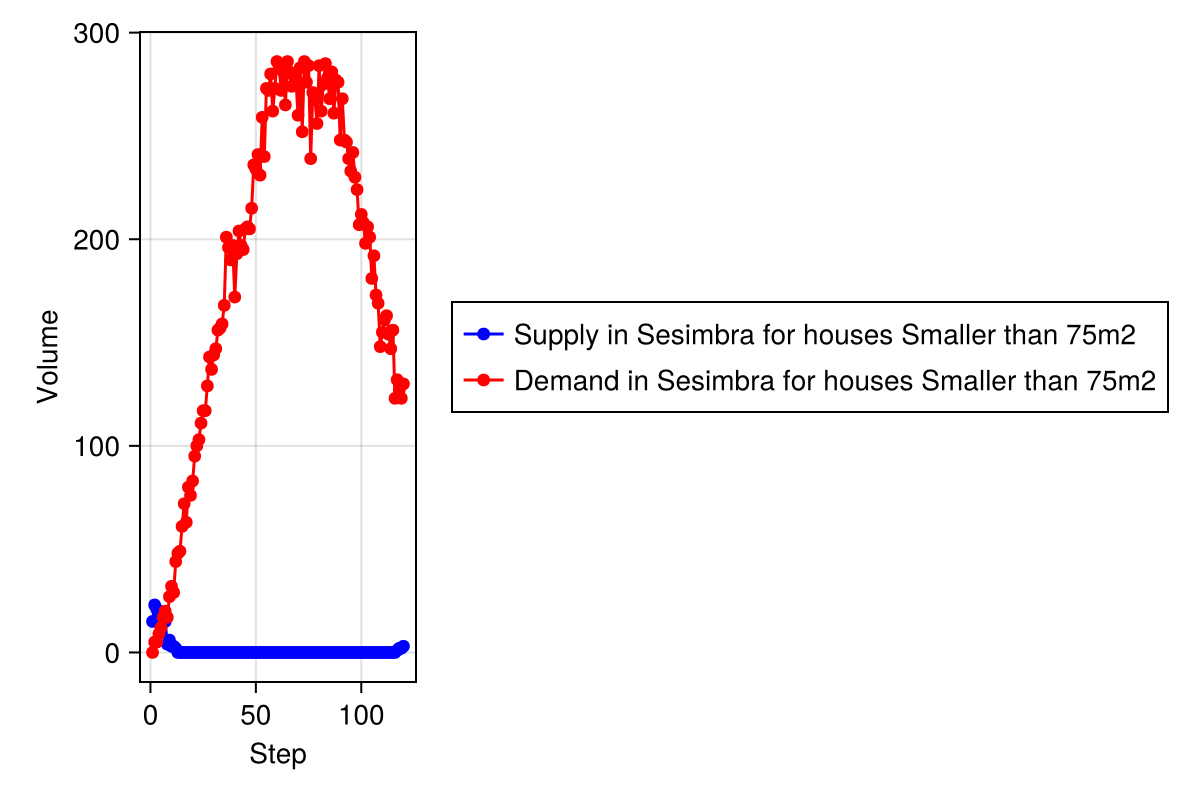 300
200
100
0
Volume
0 50 100
Step
Supply in Sesimbra for houses Smaller than 75m2
Demand in Sesimbra for houses Smaller than 75m2